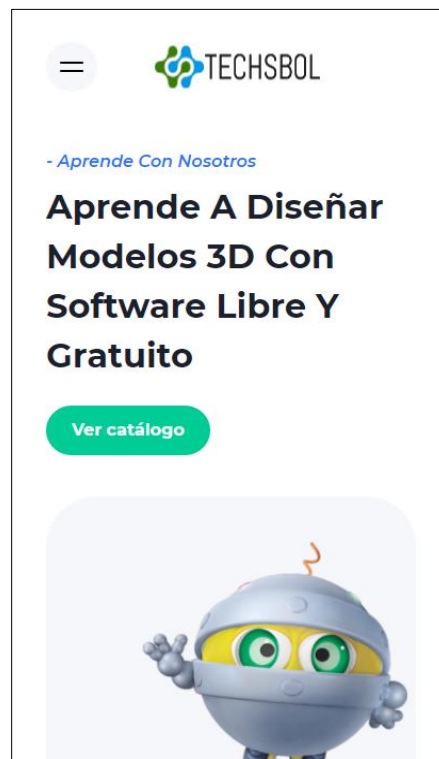 TECHSBOL
- Aprende Con Nosotros
Aprende A Diseñar
Modelos 3D Con
Software Libre Y
Gratuito
Ver catálogo